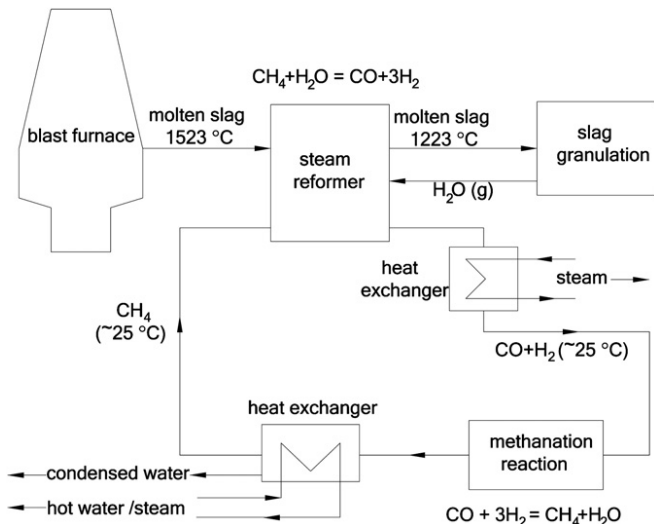 CH₄+H₂O = CO+3H₂
blast furnace
molten slag
1523 °C
steam
reformer
molten slag
1223 °C
slag
granulation
H₂O (g)
heat
exchanger
steam
CH₄
(~25 °C)
CO+H₂ (~25 °C)
heat exchanger
methanation
reaction
condensed water
hot water /steam
CO + 3H₂ = CH₄+H₂O